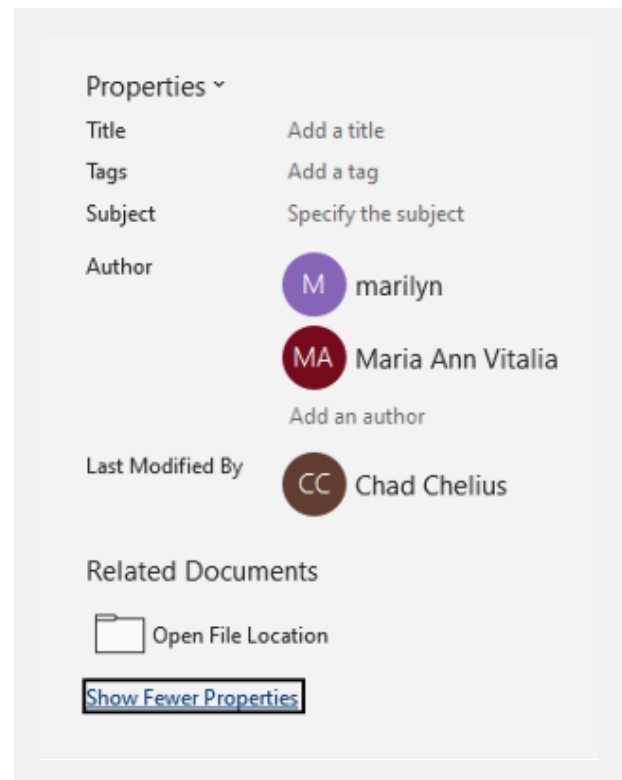 Properties
Title Add a title
Tags Add a tag
Subject Specify the subject
Author M marilyn
MA Maria Ann Vitalia
Add an author
Last Modified By CC Chad Chelius
Related Documents
Open File Location
Show Fewer Properties